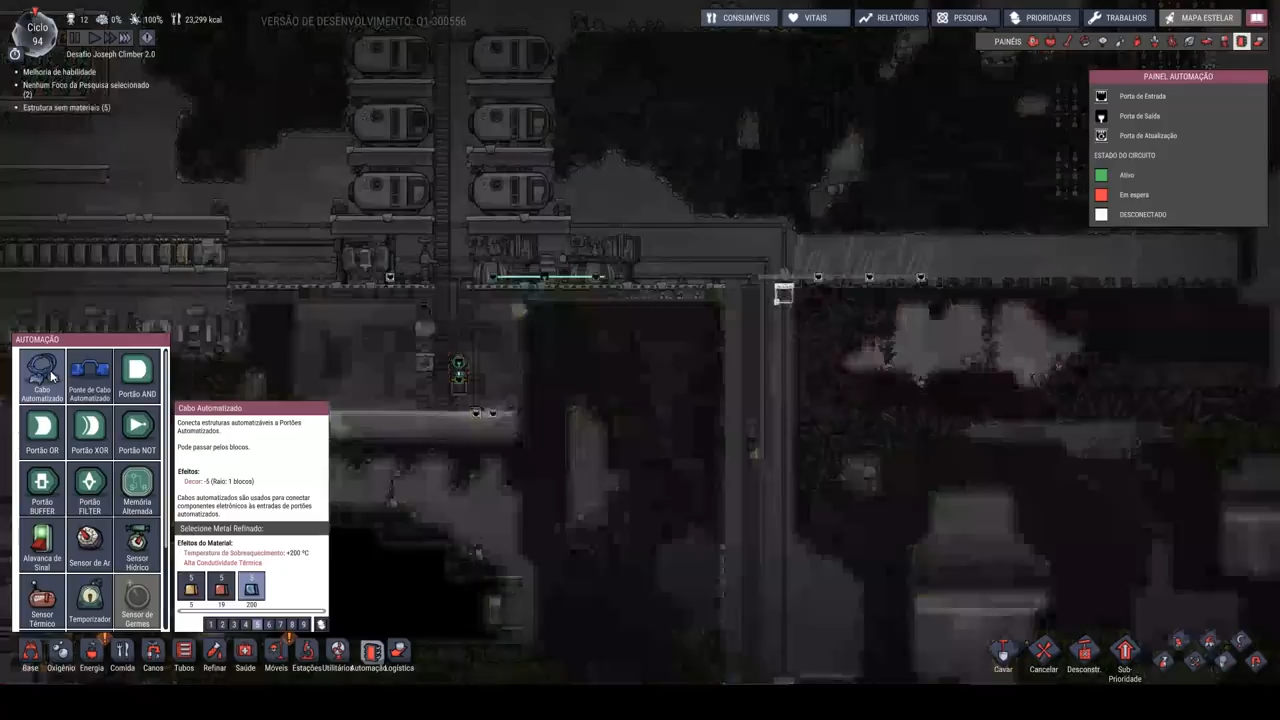 Ciclo
94
12
0%
100%
23,299 kcal
VERSÃO DE DESENVOLVIMENTO: Q1-300556
CONSUMÍVEIS
VITAIS
RELATÓRIOS
PESQUISA
PRIORIDADES
TRABALHOS
MAPA ESTELAR
PAINÉIS
Desafio Joseph Climber 2.0
• Melhoria de habilidade
• Nenhum Foco da Pesquisa selecionado
(2)
• Estrutura sem materiais (5)
PAINEL AUTOMAÇÃO
Porta de Entrada
Porta de Saída
Porta de Atualização
ESTADO DO CIRCUITO
Ativo
Em espera
DESCONECTADO
AUTOMAÇÃO
Cabo Automatizado
Ponte de Cabo Automatizado
Portão AND
Portão OR
Portão XOR
Portão NOT
Portão BUFFER
Portão FILTER
Memória Alternada
Alavanca de Sinal
Sensor de Ar
Sensor Hídrico
Sensor Térmico
Temporizador
Sensor de Germes
Cabo Automatizado
Conecta estruturas automatizáveis a Portões
Automatizados.
Pode passar pelos blocos.
Efeitos:
Decor: -5 (Raio: 1 blocos)
Cabos automatizados são usados para conectar
componentes eletrônicos às entradas de portões
automatizados.
Selecione Metal Refinado:
Efeitos do Material:
Temperatura de Sobreaquecimento: +200 ºC
Alta Condutividade Térmica
5 5 5
5 19 200
1 2 3 4 5 6 7 8 9
Base
Oxigênio
Energia
Comida
Canos
Tubos
Refinar
Saúde
Móveis
Estações
Utilitários
Automação
Logística
Cavar
Cancelar
Desconstr.
Sub-
Prioridade